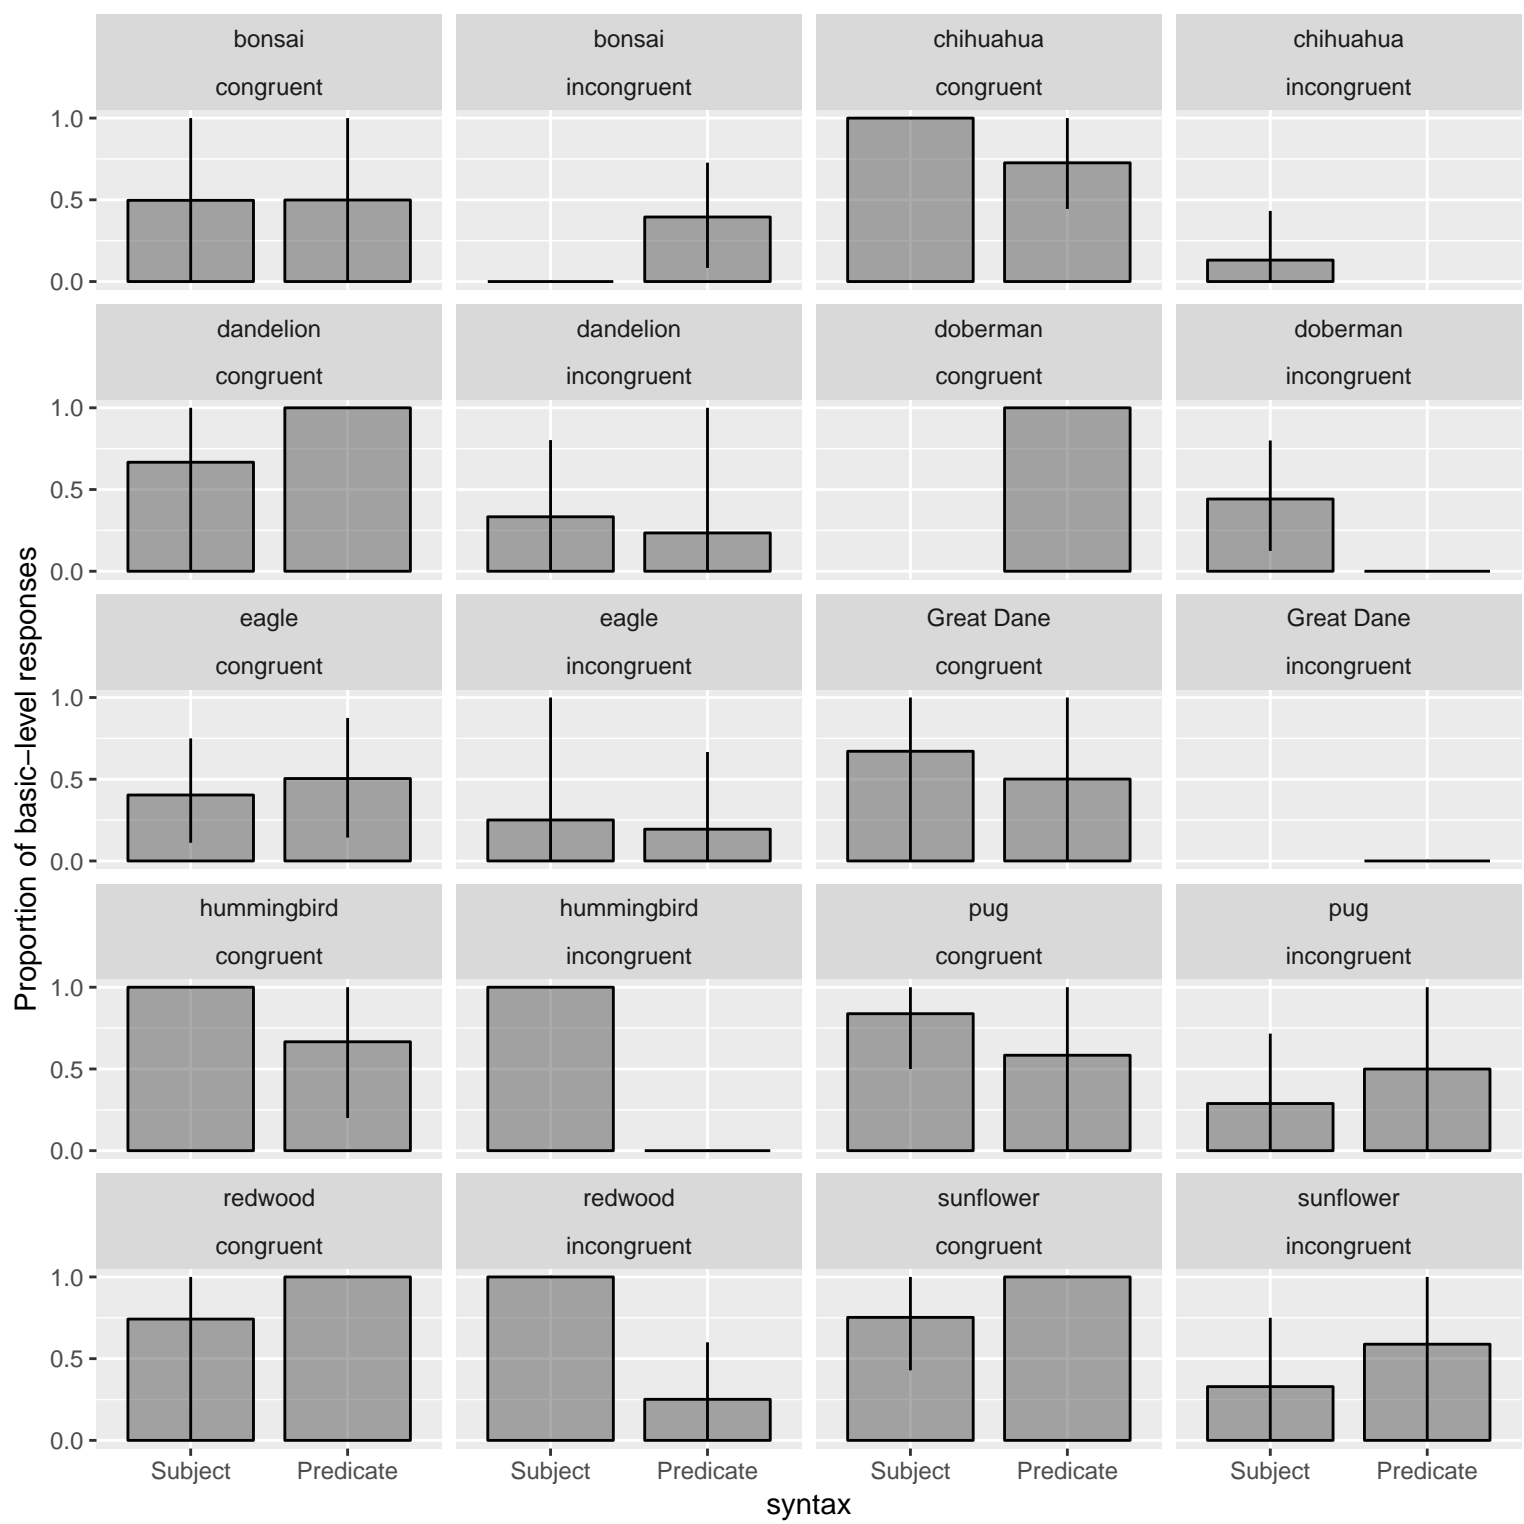 bonsai
congruent
bonsai
incongruent
chihuahua
congruent
chihuahua
incongruent
1.0
0.5
0.0
dandelion
congruent
dandelion
incongruent
doberman
congruent
doberman
incongruent
1.0
0.5
0.0
eagle
congruent
eagle
incongruent
Great Dane
congruent
Great Dane
incongruent
1.0
0.5
0.0
hummingbird
congruent
hummingbird
incongruent
pug
congruent
pug
incongruent
1.0
0.5
0.0
redwood
congruent
redwood
incongruent
sunflower
congruent
sunflower
incongruent
1.0
0.5
0.0
Subject
Predicate
Subject
Predicate
Subject
Predicate
Subject
Predicate
syntax
Proportion of basic−level responses